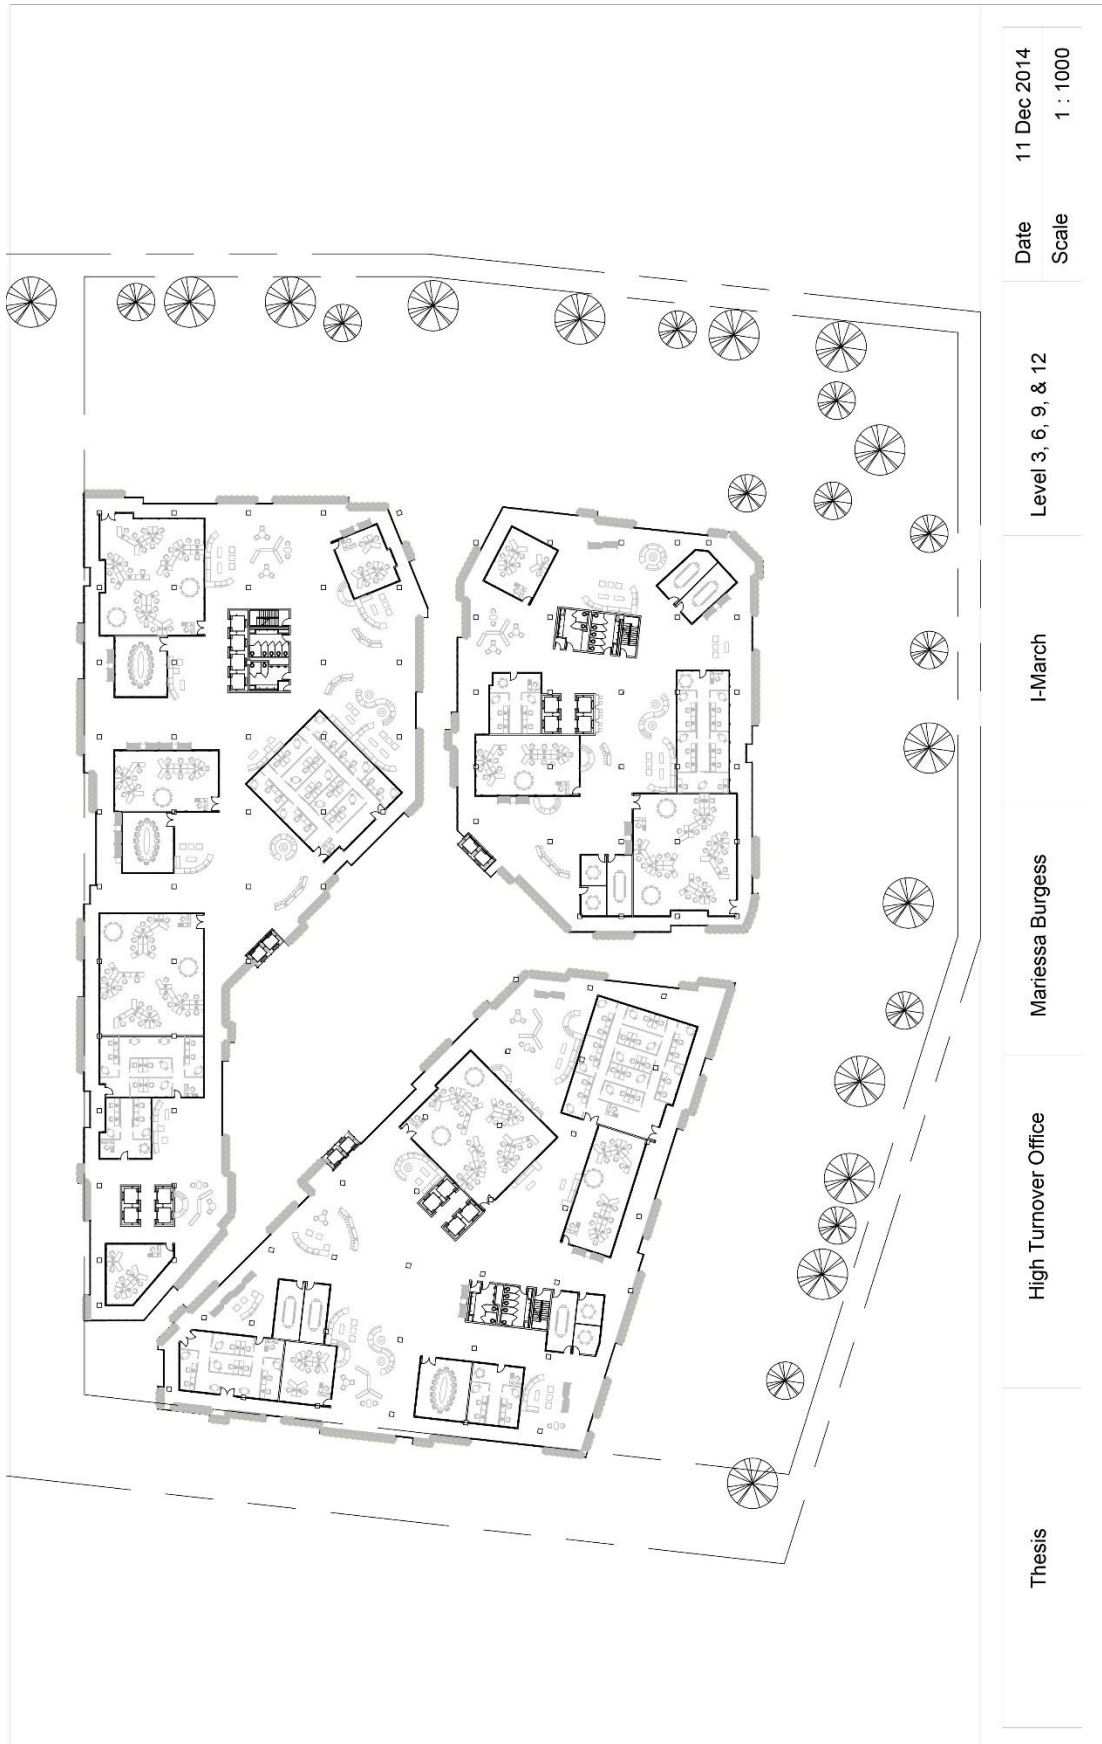 Thesis
High Turnover Office
Mariessa Burgess
I-March
Level 3, 6, 9, & 12
Date 11 Dec 2014
Scale 1 : 1000